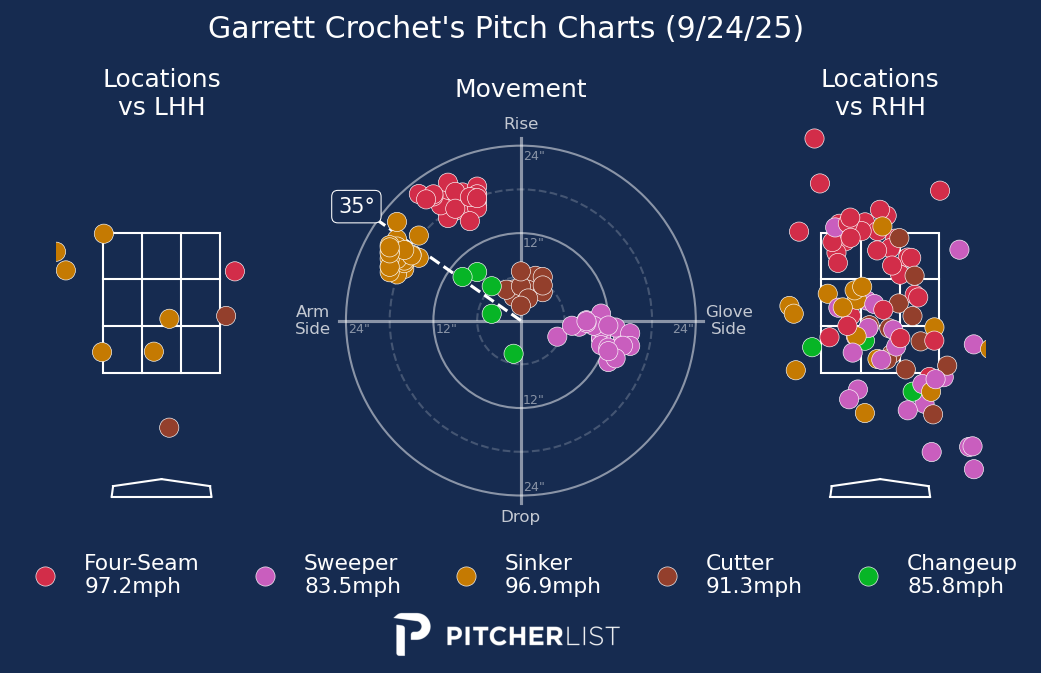 Garrett Crochet's Pitch Charts (9/24/25)
Locations
vs LHH
Movement
Locations
vs RHH
Rise
24"
35°
12"
Arm
Side
24"
12"
24"
Glove
Side
12"
24"
Drop
Four-Seam
97.2mph
Sweeper
83.5mph
Sinker
96.9mph
Cutter
91.3mph
Changeup
85.8mph
PITCHERLIST